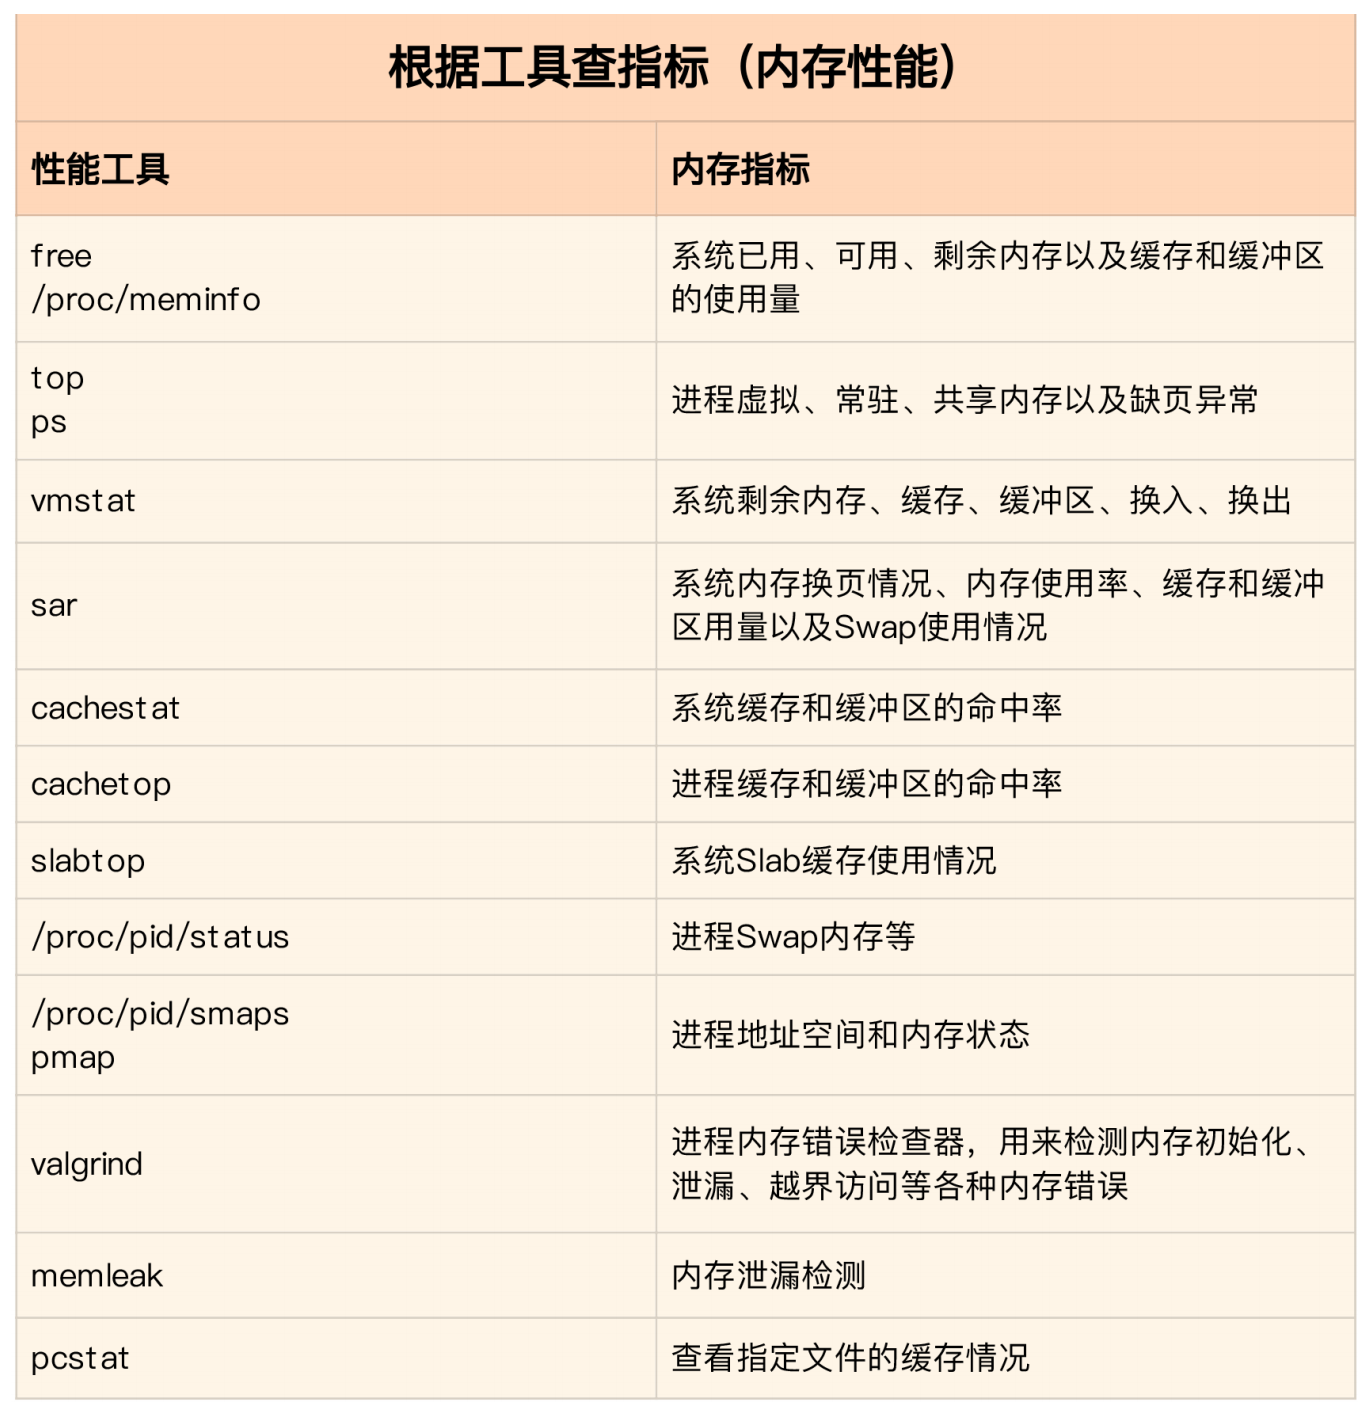 根据工具查指标（内存性能）
性能工具
内存指标
free
/proc/meminfo
系统已用、可用、剩余内存以及缓存和缓冲区
的使用量
top
ps
进程虚拟、常驻、共享内存以及缺页异常
vmstat
系统剩余内存、缓存、缓冲区、换入、换出
sar
系统内存换页情况、内存使用率、缓存和缓冲
区用量以及Swap使用情况
cachestat
系统缓存和缓冲区的命中率
cachetop
进程缓存和缓冲区的命中率
slabtop
系统Slab缓存使用情况
/proc/pid/status
进程Swap内存等
/proc/pid/smaps
pmap
进程地址空间和内存状态
valgrind
进程内存错误检查器，用来检测内存初始化、
泄漏、越界访问等各种内存错误
memleak
内存泄漏检测
pcstat
查看指定文件的缓存情况